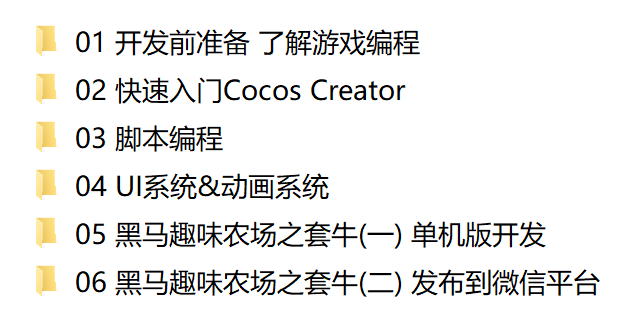 01 开发前准备 了解游戏编程
02 快速入门Cocos Creator
03 脚本编程
04 UI系统&动画系统
05 黑马趣味农场之套牛(一) 单机版开发
06 黑马趣味农场之套牛(二) 发布到微信平台